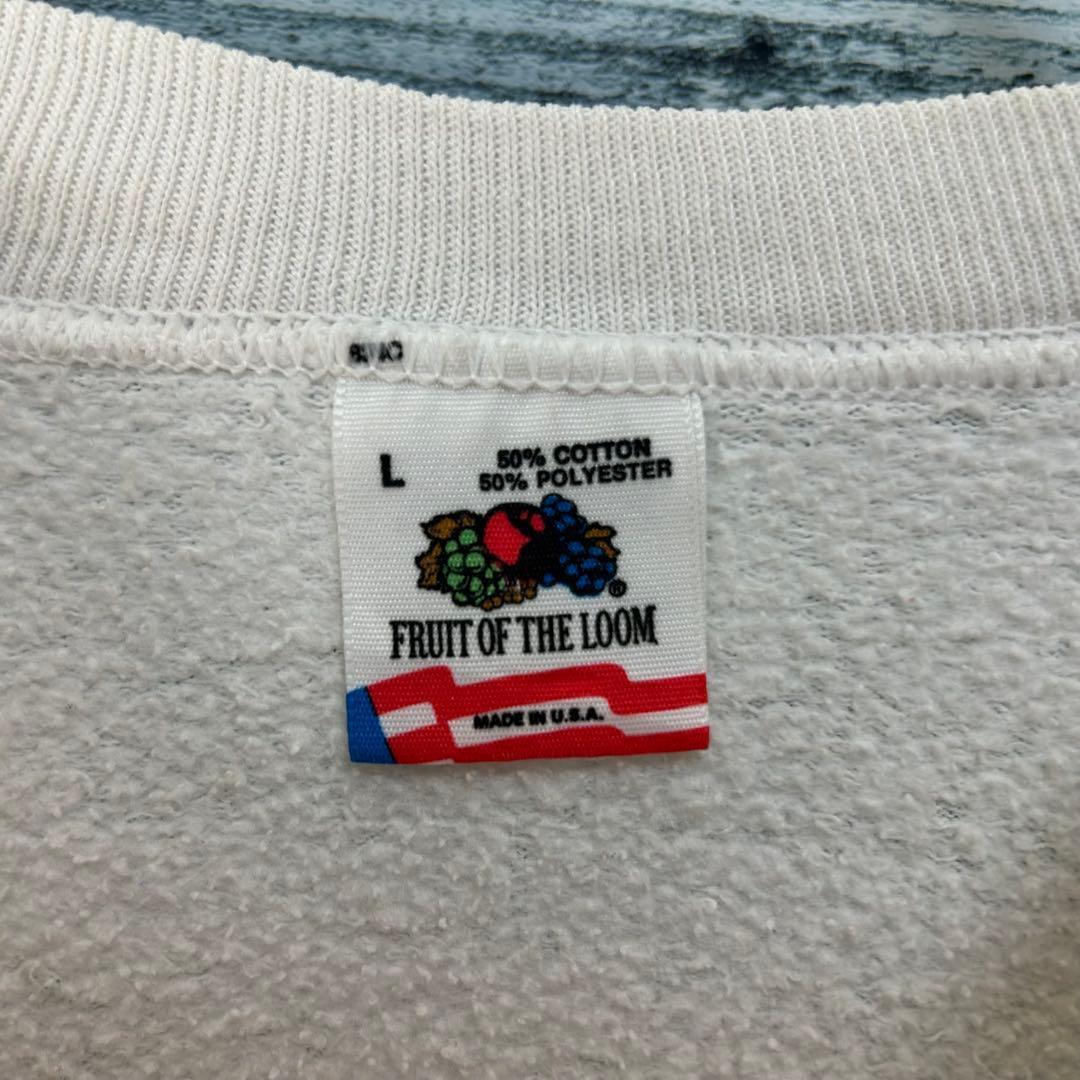 L
50% COTTON
50% POLYESTER
®
FRUIT OF THE LOOM
MADE IN U.S.A.